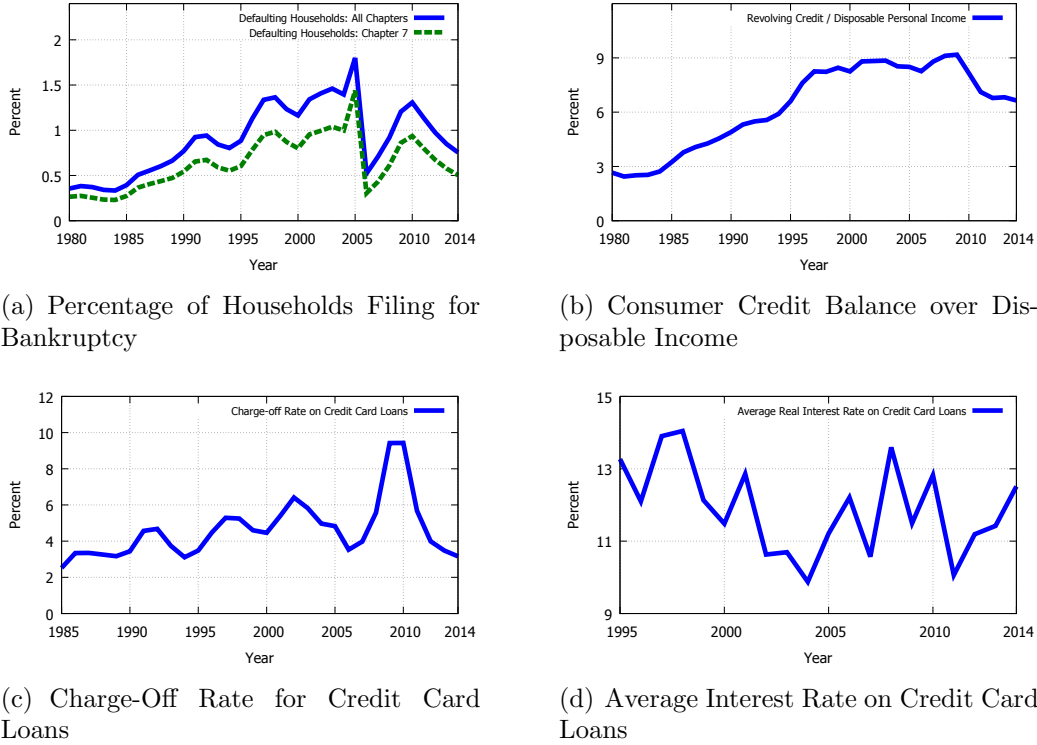 Defaulting Households: All Chapters
Defaulting Households: Chapter 7
Percent
2
1.5
1
0.5
0
1980 1985 1990 1995 2000 2005 2010 2014
Year
(a) Percentage of Households Filing for
Bankruptcy
Revolving Credit / Disposable Personal Income
Percent
9
6
3
0
1980 1985 1990 1995 2000 2005 2010 2014
Year
(b) Consumer Credit Balance over Dis-
posable Income
Charge-off Rate on Credit Card Loans
Percent
12
10
8
6
4
2
0
1985 1990 1995 2000 2005 2010 2014
Year
(c) Charge-Off Rate for Credit Card
Loans
Average Real Interest Rate on Credit Card Loans
Percent
15
13
11
9
1995 2000 2005 2010 2014
Year
(d) Average Interest Rate on Credit Card
Loans